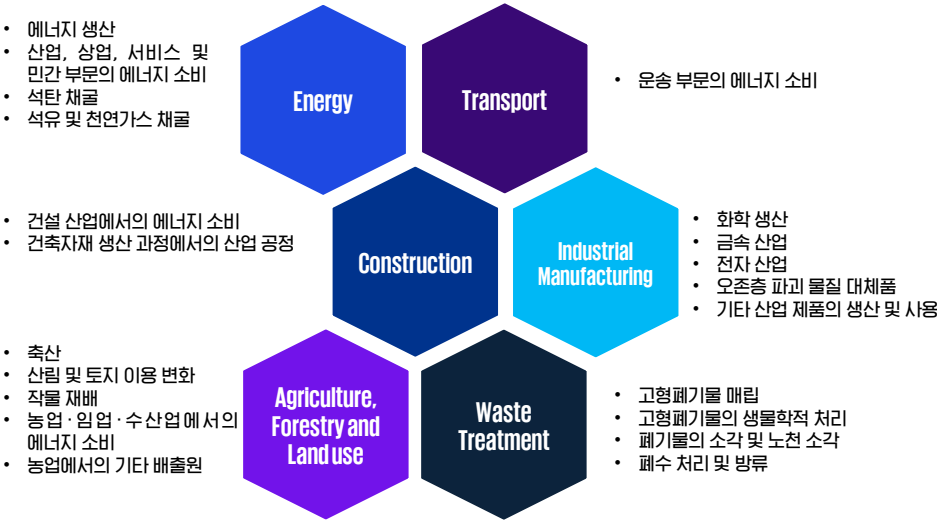 • 에너지 생산
• 산업, 상업, 서비스 및
민간 부문의 에너지 소비
• 석탄 채굴
• 석유 및 천연가스 채굴
Energy
Transport
• 운송 부문의 에너지 소비
• 건설 산업에서의 에너지 소비
• 건축자재 생산 과정에서의 산업 공정
Construction
Industrial
Manufacturing
• 화학 생산
• 금속 산업
• 전자 산업
• 오존층 파괴 물질 대체품
• 기타 산업 제품의 생산 및 사용
• 축산
• 산림 및 토지 이용 변화
• 작물 재배
• 농업·임업·수산업에서의
에너지 소비
• 농업에서의 기타 배출원
Agriculture,
Forestry and
Land use
Waste
Treatment
• 고형폐기물 매립
• 고형폐기물의 생물학적 처리
• 폐기물의 소각 및 노천 소각
• 폐수 처리 및 방류